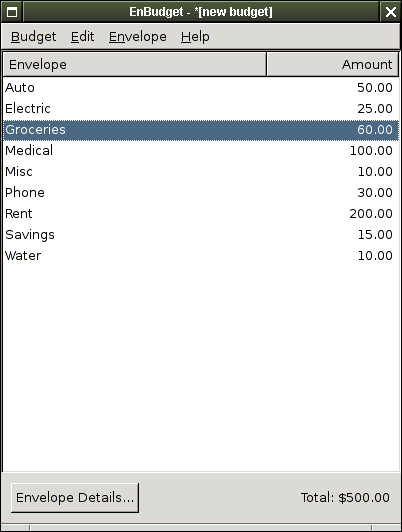 EnBudget - *[new budget]
Budget Edit Envelope Help
Envelope Amount
Auto 50.00
Electric 25.00
Groceries 60.00
Medical 100.00
Misc 10.00
Phone 30.00
Rent 200.00
Savings 15.00
Water 10.00
Envelope Details... Total: $500.00